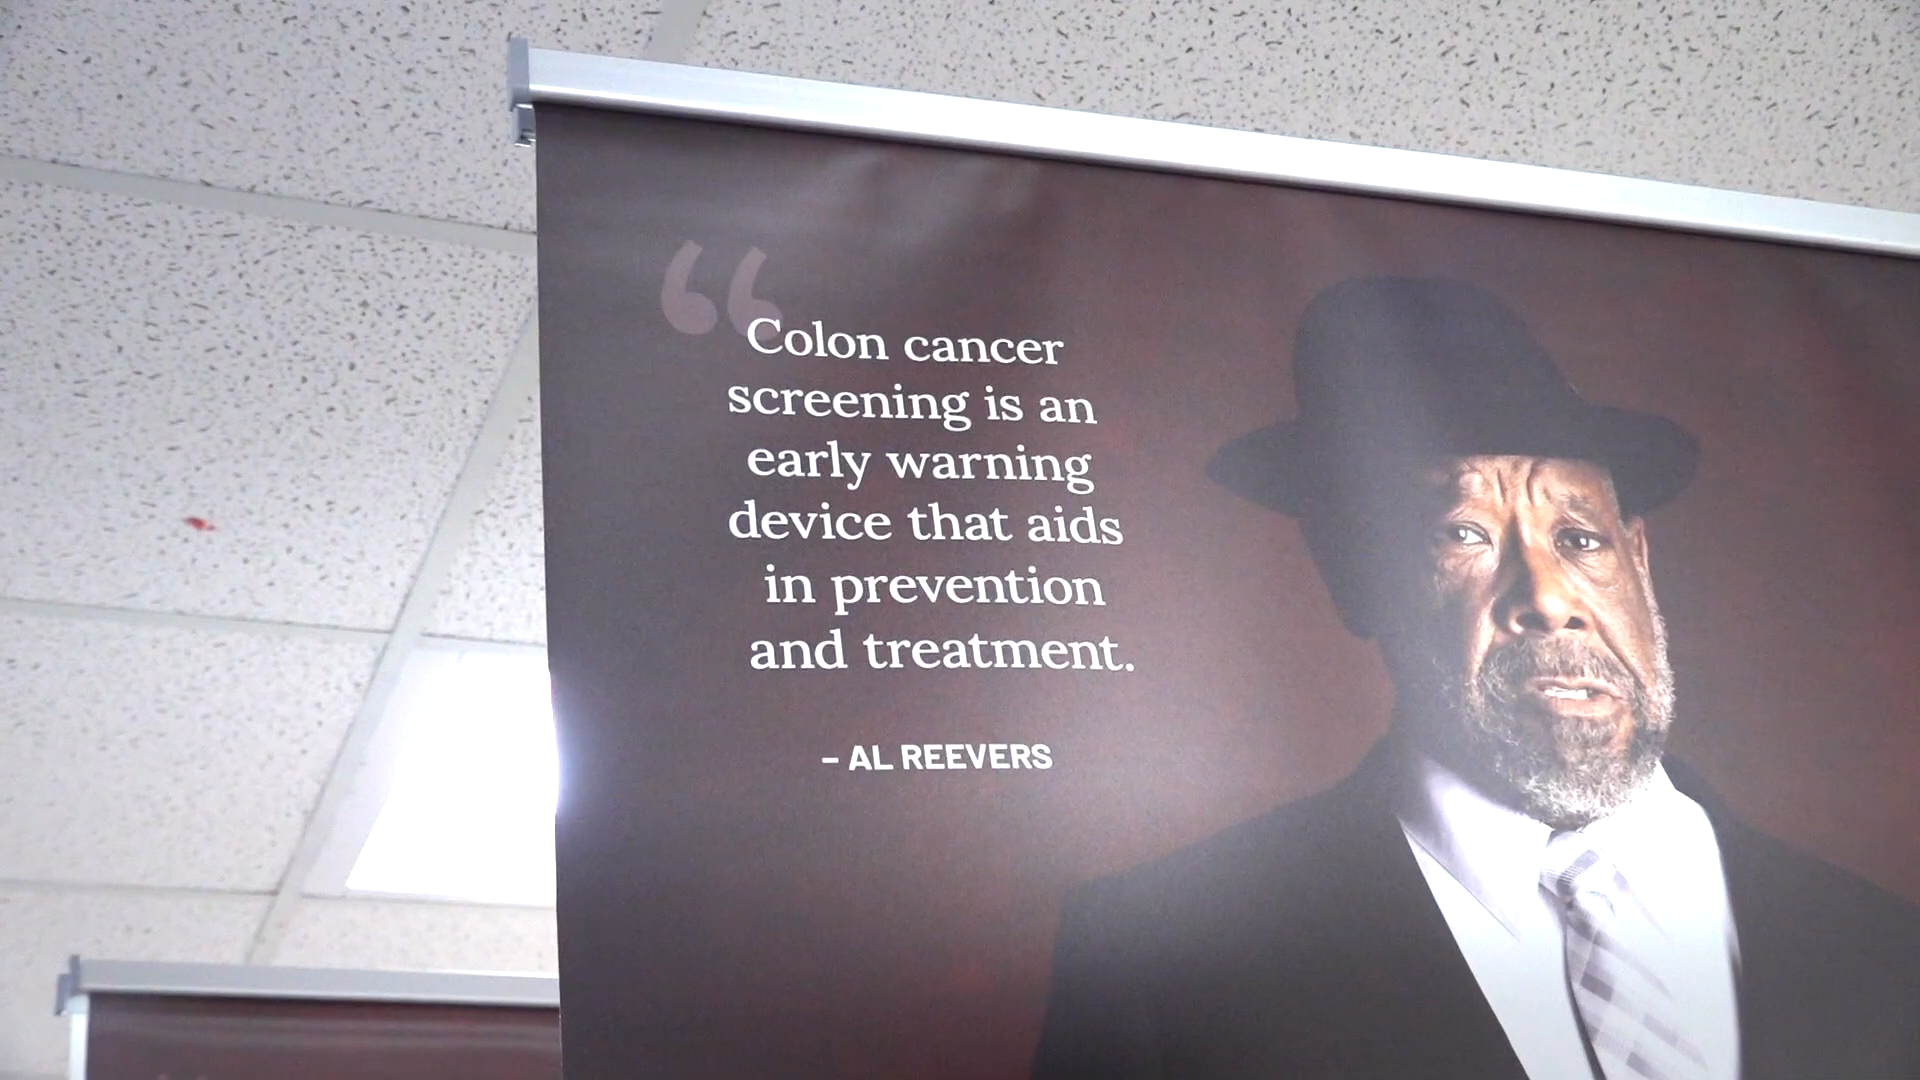 “
Colon cancer
screening is an
early warning
device that aids
in prevention
and treatment.
– AL REEVERS